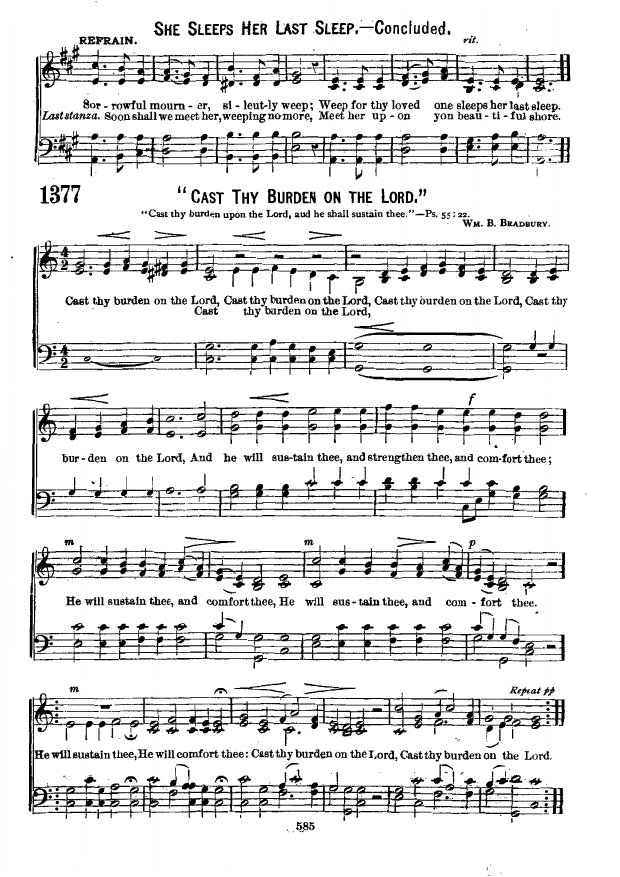 SHE SLEEPS HER LAST SLEEP.—Concluded.
REFRAIN.
rit.
Sor - rowful mourn - er, si - leutly weep; Weep for thy loved one sleeps her last sleep.
Last stanza. Soon shall we meet her, weeping no more, Meet her up - on yon beau - ti - ful shore.
1377
"CAST THY BURDEN ON THE LORD."
"Cast thy burden upon the Lord, aud he shall sustain thee."—Ps. 55:22.
WM. B. BRADBURY.
Cast thy burden on the Lord, Cast thy burden on the Lord, Cast thy burden on the Lord, Cast thy
Cast thy burden on the Lord,
f
bur - den on the Lord, And he will sus - tain thee, and strengthen thee, and com - fort thee;
m m p
He will sustain thee, and comfort thee, He will sus - tain thee, and com - fort thee.
m Repeat pp
He will sustain thee, He will comfort thee: Cast thy burden on the Lord, Cast thy burden on the Lord.
585